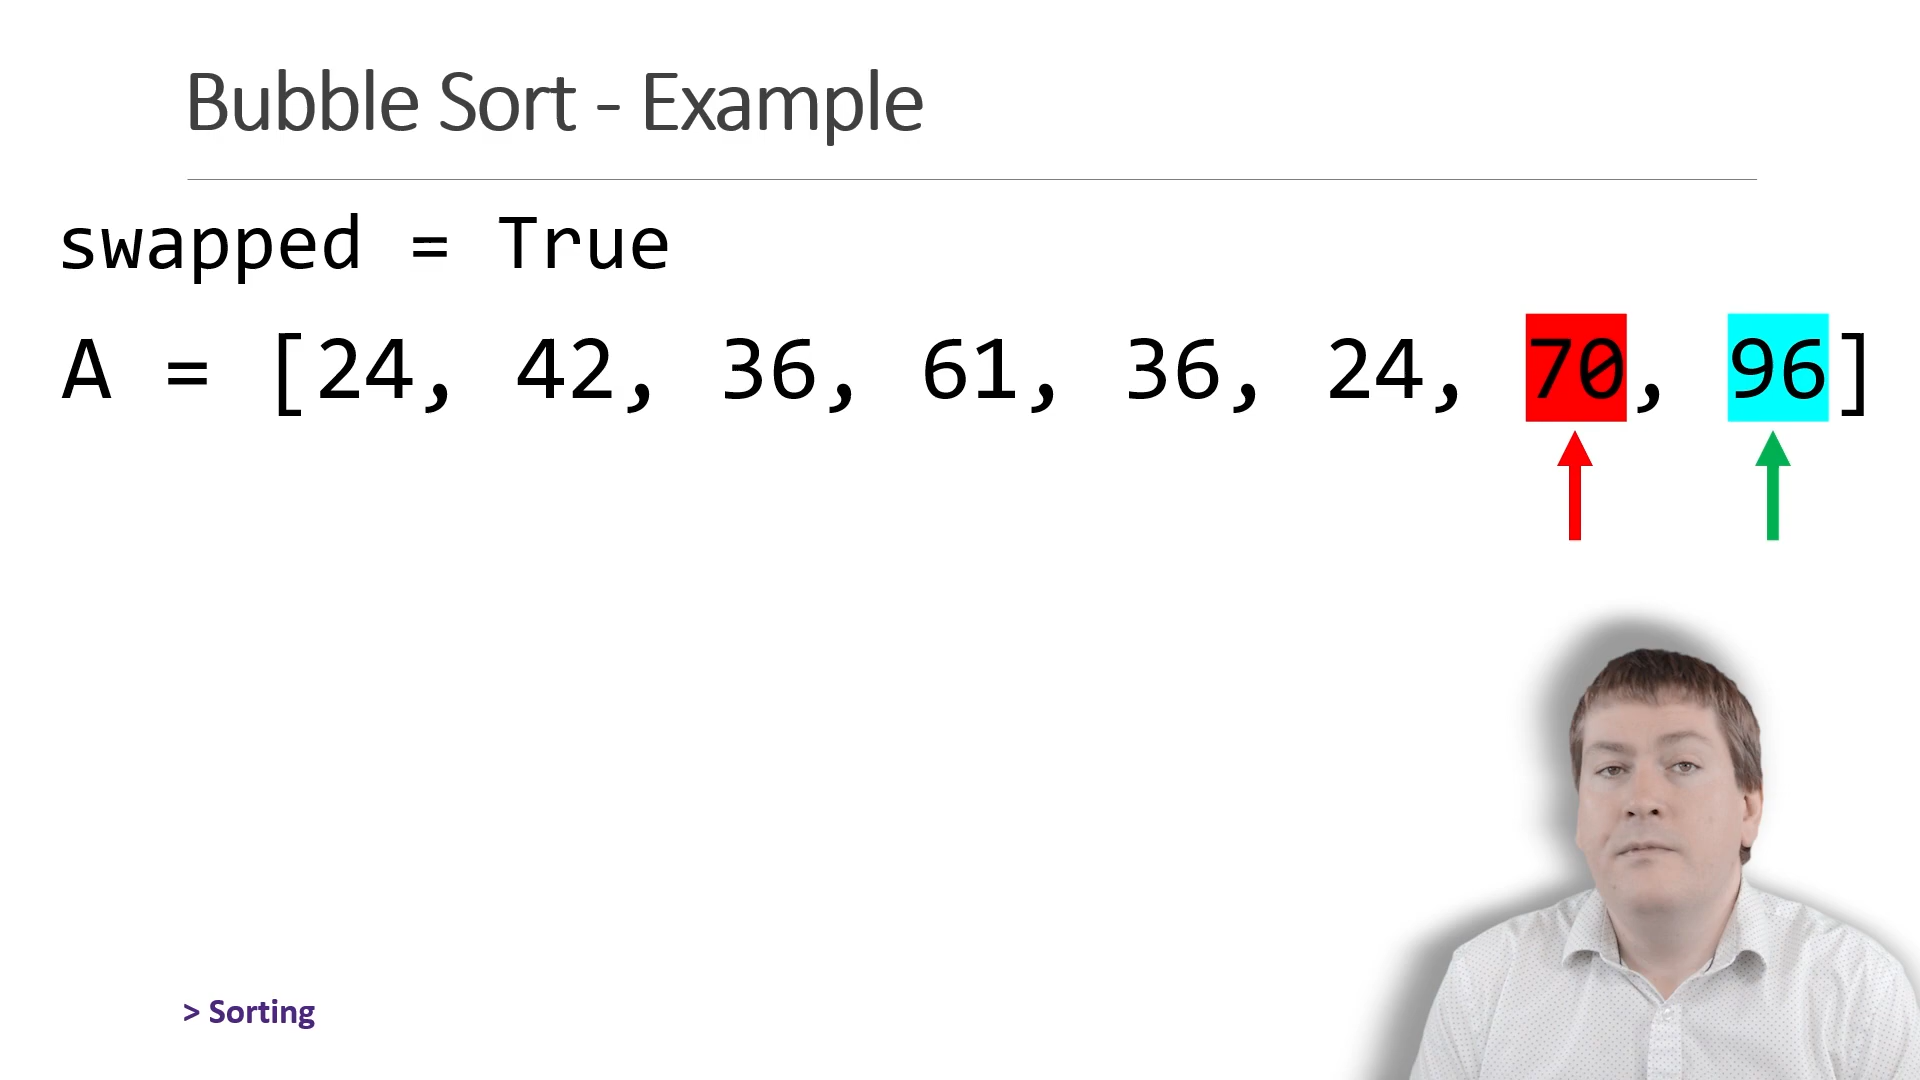 Bubble Sort - Example
swapped = True
A = [24, 42, 36, 61, 36, 24, 70, 96]
> Sorting